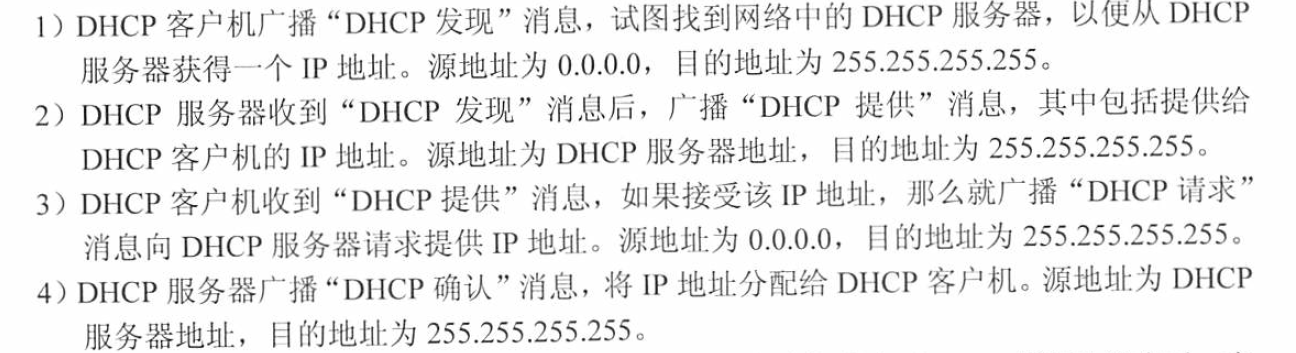 1）DHCP 客户机广播“DHCP 发现”消息，试图找到网络中的 DHCP 服务器，以便从 DHCP
服务器获得一个 IP 地址。源地址为 0.0.0.0，目的地址为 255.255.255.255。
2）DHCP 服务器收到“DHCP 发现”消息后，广播“DHCP 提供”消息，其中包括提供给
DHCP 客户机的 IP 地址。源地址为 DHCP 服务器地址，目的地址为 255.255.255.255。
3）DHCP 客户机收到“DHCP 提供”消息，如果接受该 IP 地址，那么就广播“DHCP 请求”
消息向 DHCP 服务器请求提供 IP 地址。源地址为 0.0.0.0，目的地址为 255.255.255.255。
4）DHCP 服务器广播“DHCP 确认”消息，将 IP 地址分配给 DHCP 客户机。源地址为 DHCP
服务器地址，目的地址为 255.255.255.255。